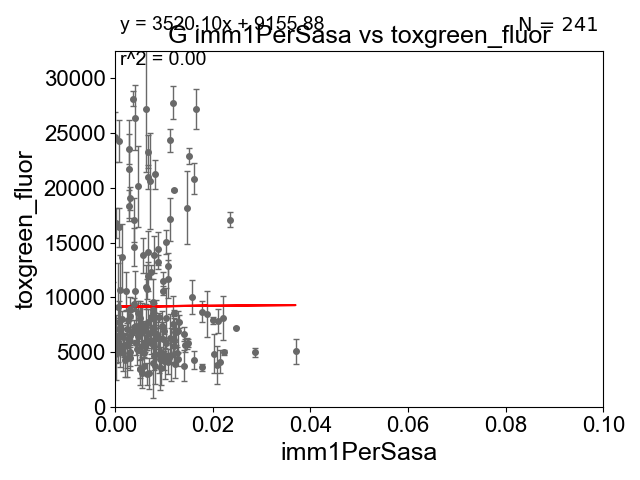 y = 3520.10x + 9155.88
N = 241
G imm1PerSasa vs toxgreen_fluor
r^2 = 0.00
30000
25000
20000
15000
10000
5000
0
toxgreen_fluor
0.00 0.02 0.04 0.06 0.08 0.10
imm1PerSasa